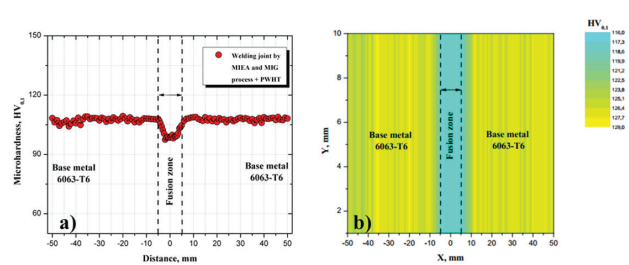 150
120
90
60
Microhardness, HV0.1
Welding joint by
MIEA and MIG
process + PWHT
Base metal
6063-T6
Fusion zone
Base metal
6063-T6
a)
-50 -40 -30 -20 -10 0 10 20 30 40 50
Distance, mm
10
8
6
4
2
Y, mm
Base metal
6063-T6
Fusion zone
Base metal
6063-T6
b)
-50 -40 -30 -20 -10 0 10 20 30 40 50
X, mm
HV0.1
116,0
117,3
118,0
119,5
121,0
122,5
123,8
125,1
126,4
127,7
129,0